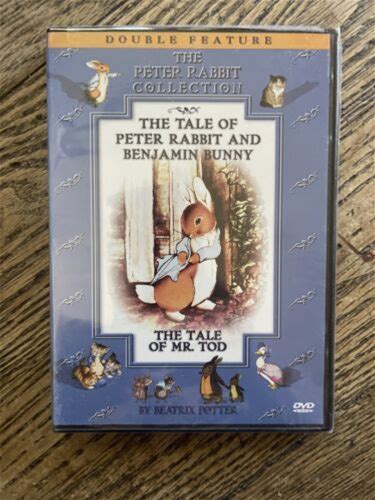 DOUBLE FEATURE
THE
PETER RABBIT
COLLECTION
THE TALE OF
PETER RABBIT AND
BENJAMIN BUNNY
THE TALE
OF MR. TOD
BY BEATRIX POTTER
DVD